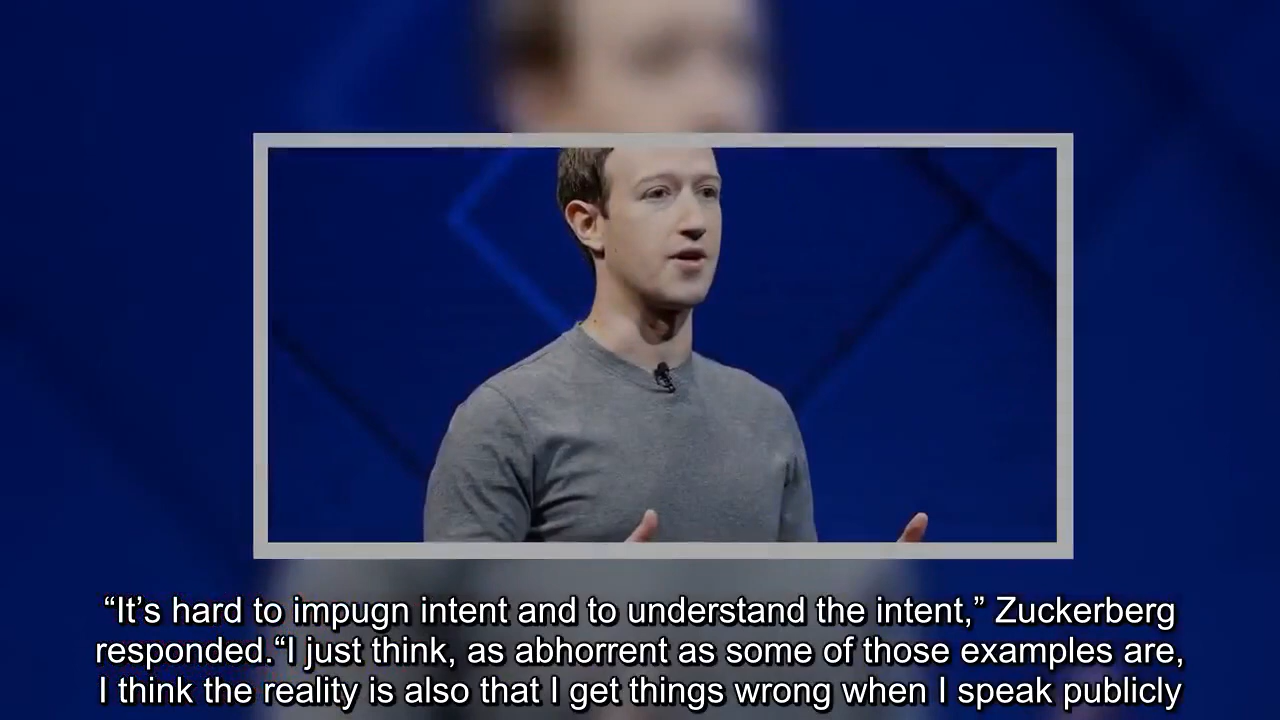 “It’s hard to impugn intent and to understand the intent,” Zuckerberg
responded.“I just think, as abhorrent as some of those examples are,
I think the reality is also that I get things wrong when I speak publicly